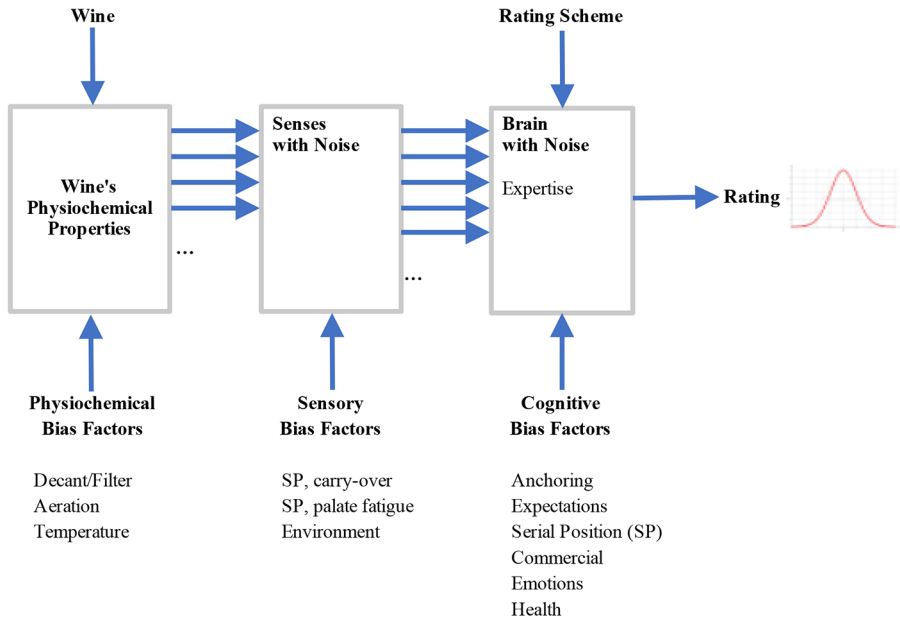 Wine
Rating Scheme
Wine's
Physiochemical
Properties
...
Senses
with Noise
...
Brain
with Noise
Expertise
Rating
Physiochemical
Bias Factors
Decant/Filter
Aeration
Temperature
Sensory
Bias Factors
SP, carry-over
SP, palate fatigue
Environment
Cognitive
Bias Factors
Anchoring
Expectations
Serial Position (SP)
Commercial
Emotions
Health